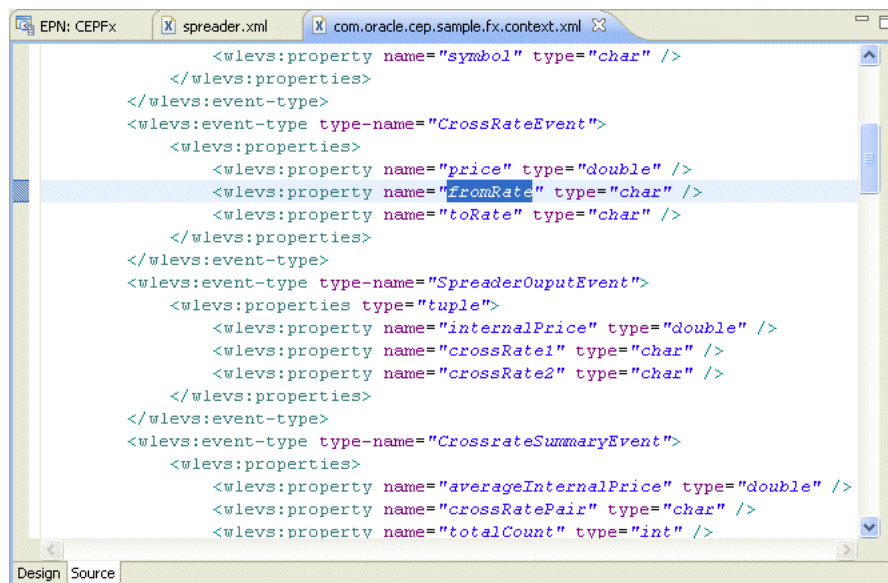 EPN: CEPFx spreader.xml com.oracle.cep.sample.fx.context.xml
<wlevs:property name="symbol" type="char" />
</wlevs:properties>
</wlevs:event-type>
<wlevs:event-type type-name="CrossRateEvent">
<wlevs:properties>
<wlevs:property name="price" type="double" />
<wlevs:property name="fromRate" type="char" />
<wlevs:property name="toRate" type="char" />
</wlevs:properties>
</wlevs:event-type>
<wlevs:event-type type-name="SpreaderOuputEvent">
<wlevs:properties type="tuple">
<wlevs:property name="internalPrice" type="double" />
<wlevs:property name="crossRate1" type="char" />
<wlevs:property name="crossRate2" type="char" />
</wlevs:properties>
</wlevs:event-type>
<wlevs:event-type type-name="CrossrateSummaryEvent">
<wlevs:properties>
<wlevs:property name="averageInternalPrice" type="double" />
<wlevs:property name="crossRatePair" type="char" />
<wlevs:property name="totalCount" type="int" />
Design Source